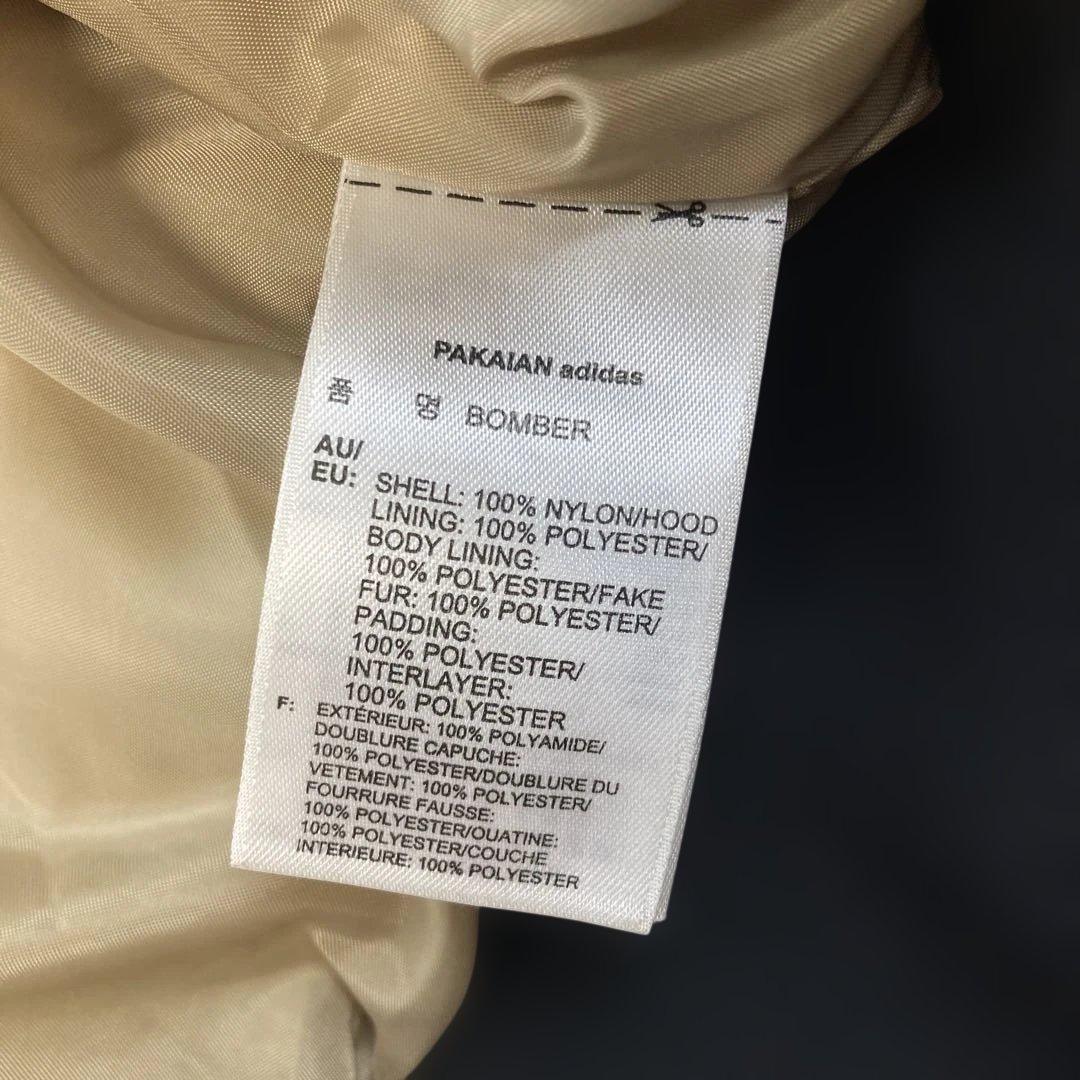 PAKAIAN adidas
품 명 BOMBER
AU/
EU: SHELL: 100% NYLON/HOOD
LINING: 100% POLYESTER/
BODY LINING:
100% POLYESTER/FAKE
FUR: 100% POLYESTER/
PADDING:
100% POLYESTER/
INTERLAYER:
100% POLYESTER
F: EXTÉRIEUR: 100% POLYAMIDE/
DOUBLURE CAPUCHE:
100% POLYESTER/DOUBLURE DU
VETEMENT: 100% POLYESTER/
FOURRURE FAUSSE:
100% POLYESTER/OUATINE:
100% POLYESTER/COUCHE
INTERIEURE: 100% POLYESTER